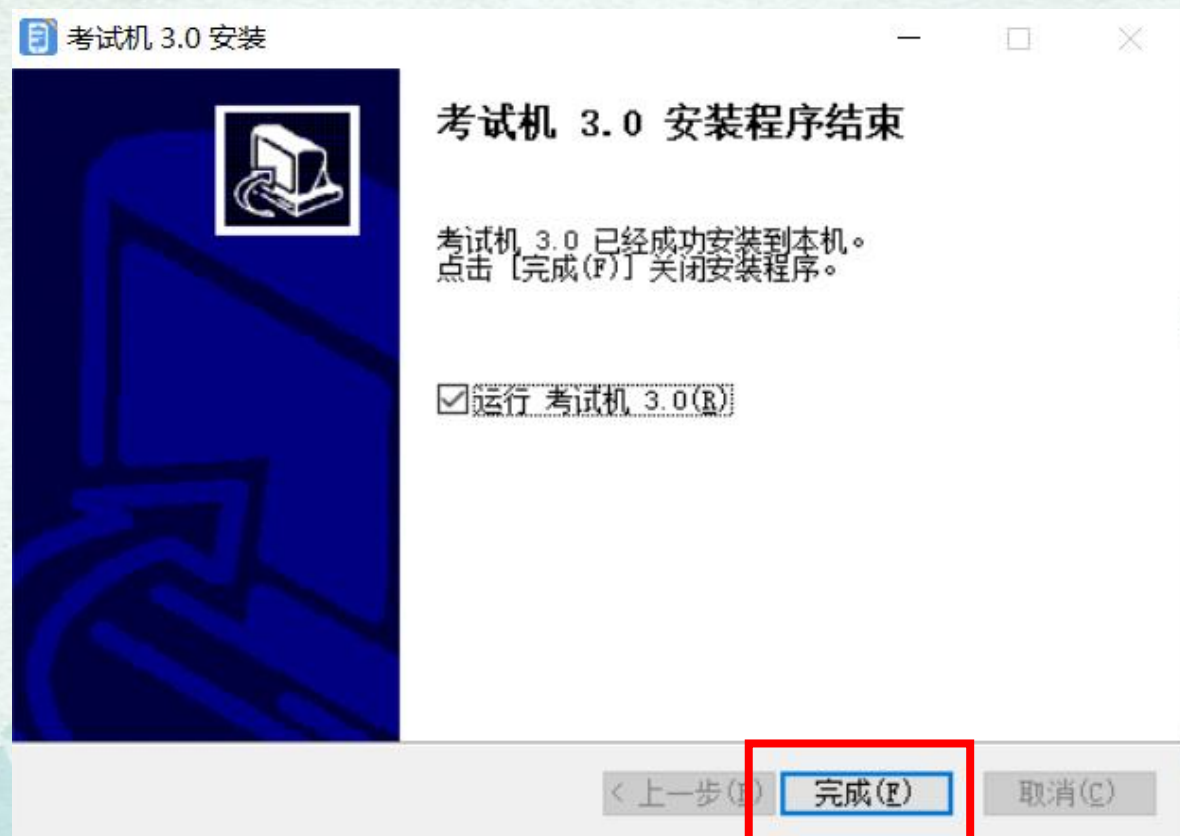 考试机 3.0 安装
考试机 3.0 安装程序结束
考试机 3.0 已经成功安装到本机。
点击 [完成(F)] 关闭安装程序。
运行 考试机 3.0(R)
< 上一步(P) 完成(F) 取消(C)